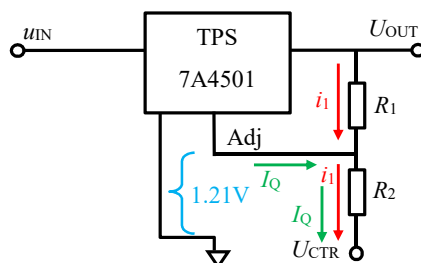 TPS
7A4501
uIN
UOUT
i1
R1
Adj
1.21V
IQ
i1
R2
IQ
UCTR